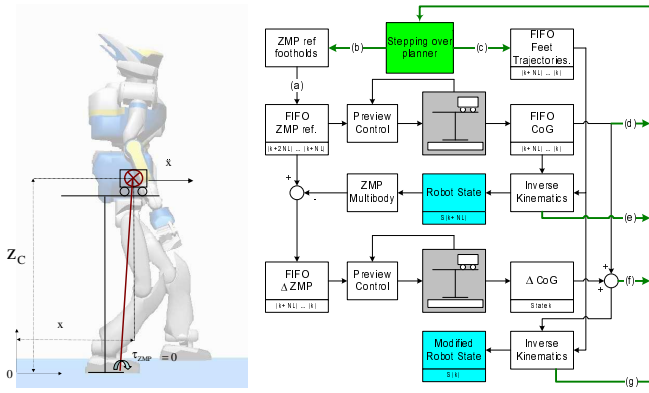 ẍ
Z_C
x
0
τ_ZMP = 0
ZMP ref
footholds
(b)
Stepping over
planner
(c)
FIFO
Feet
Trajectories.
(k+NL) ... (k)
(a)
FIFO
ZMP ref.
(k+2NL) ... (k+NL)
Preview
Control
FIFO
CoG
(k+NL) ... (k)
(d)
+
-
ZMP
Multibody
Robot State
S(k+NL)
Inverse
Kinematics
(e)
FIFO
Δ ZMP
(k+NL) ... (k)
Preview
Control
Δ CoG
State k
+
+
(f)
Modified
Robot State
S(k)
Inverse
Kinematics
(g)